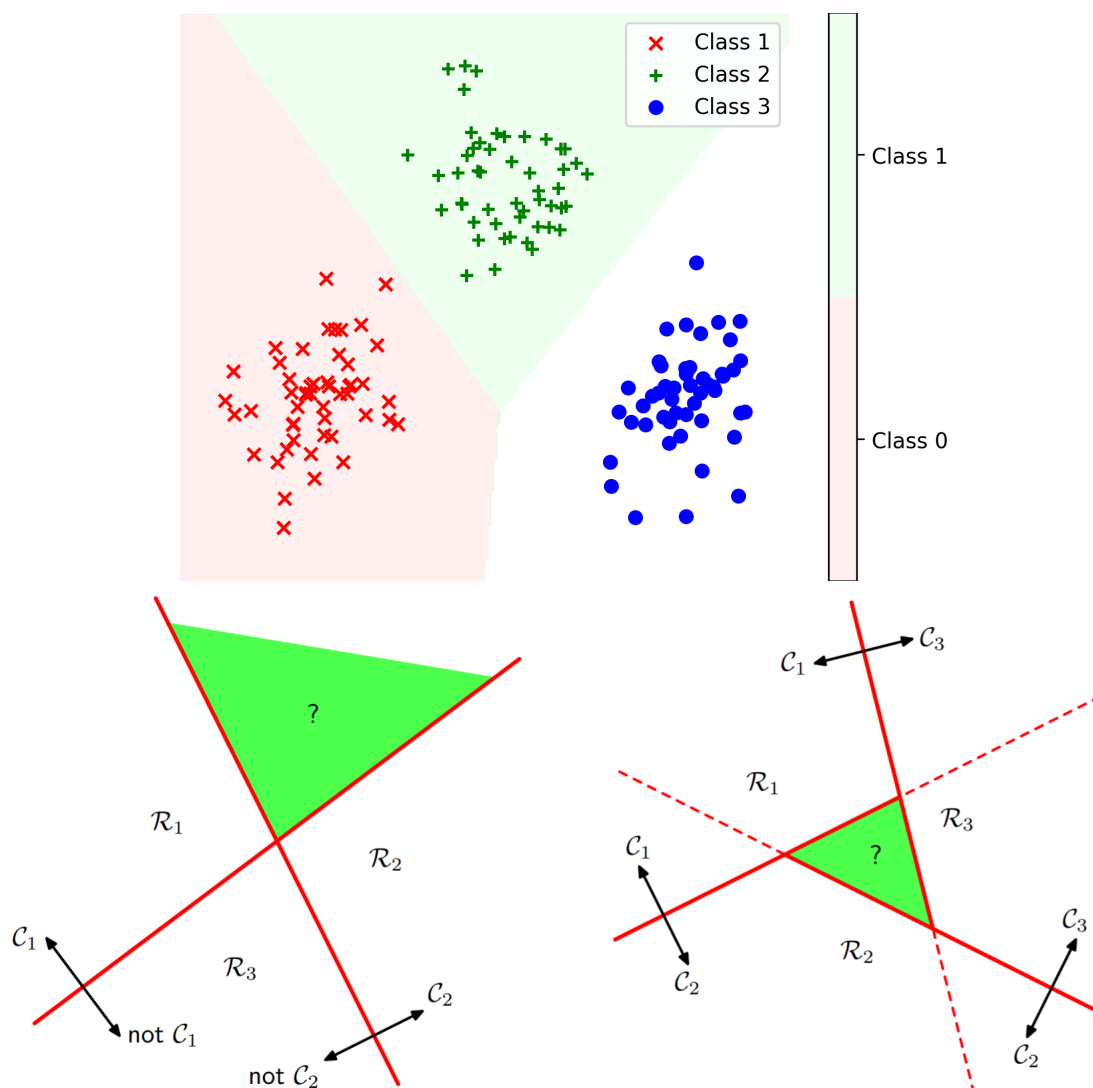 Class 1
Class 2
Class 3
Class 1
Class 0
?
R₁
R₂
C₁
R₃
C₂
not C₁
not C₂
C₃
C₁
R₁
R₃
?
C₁
R₂
C₃
C₂
C₂